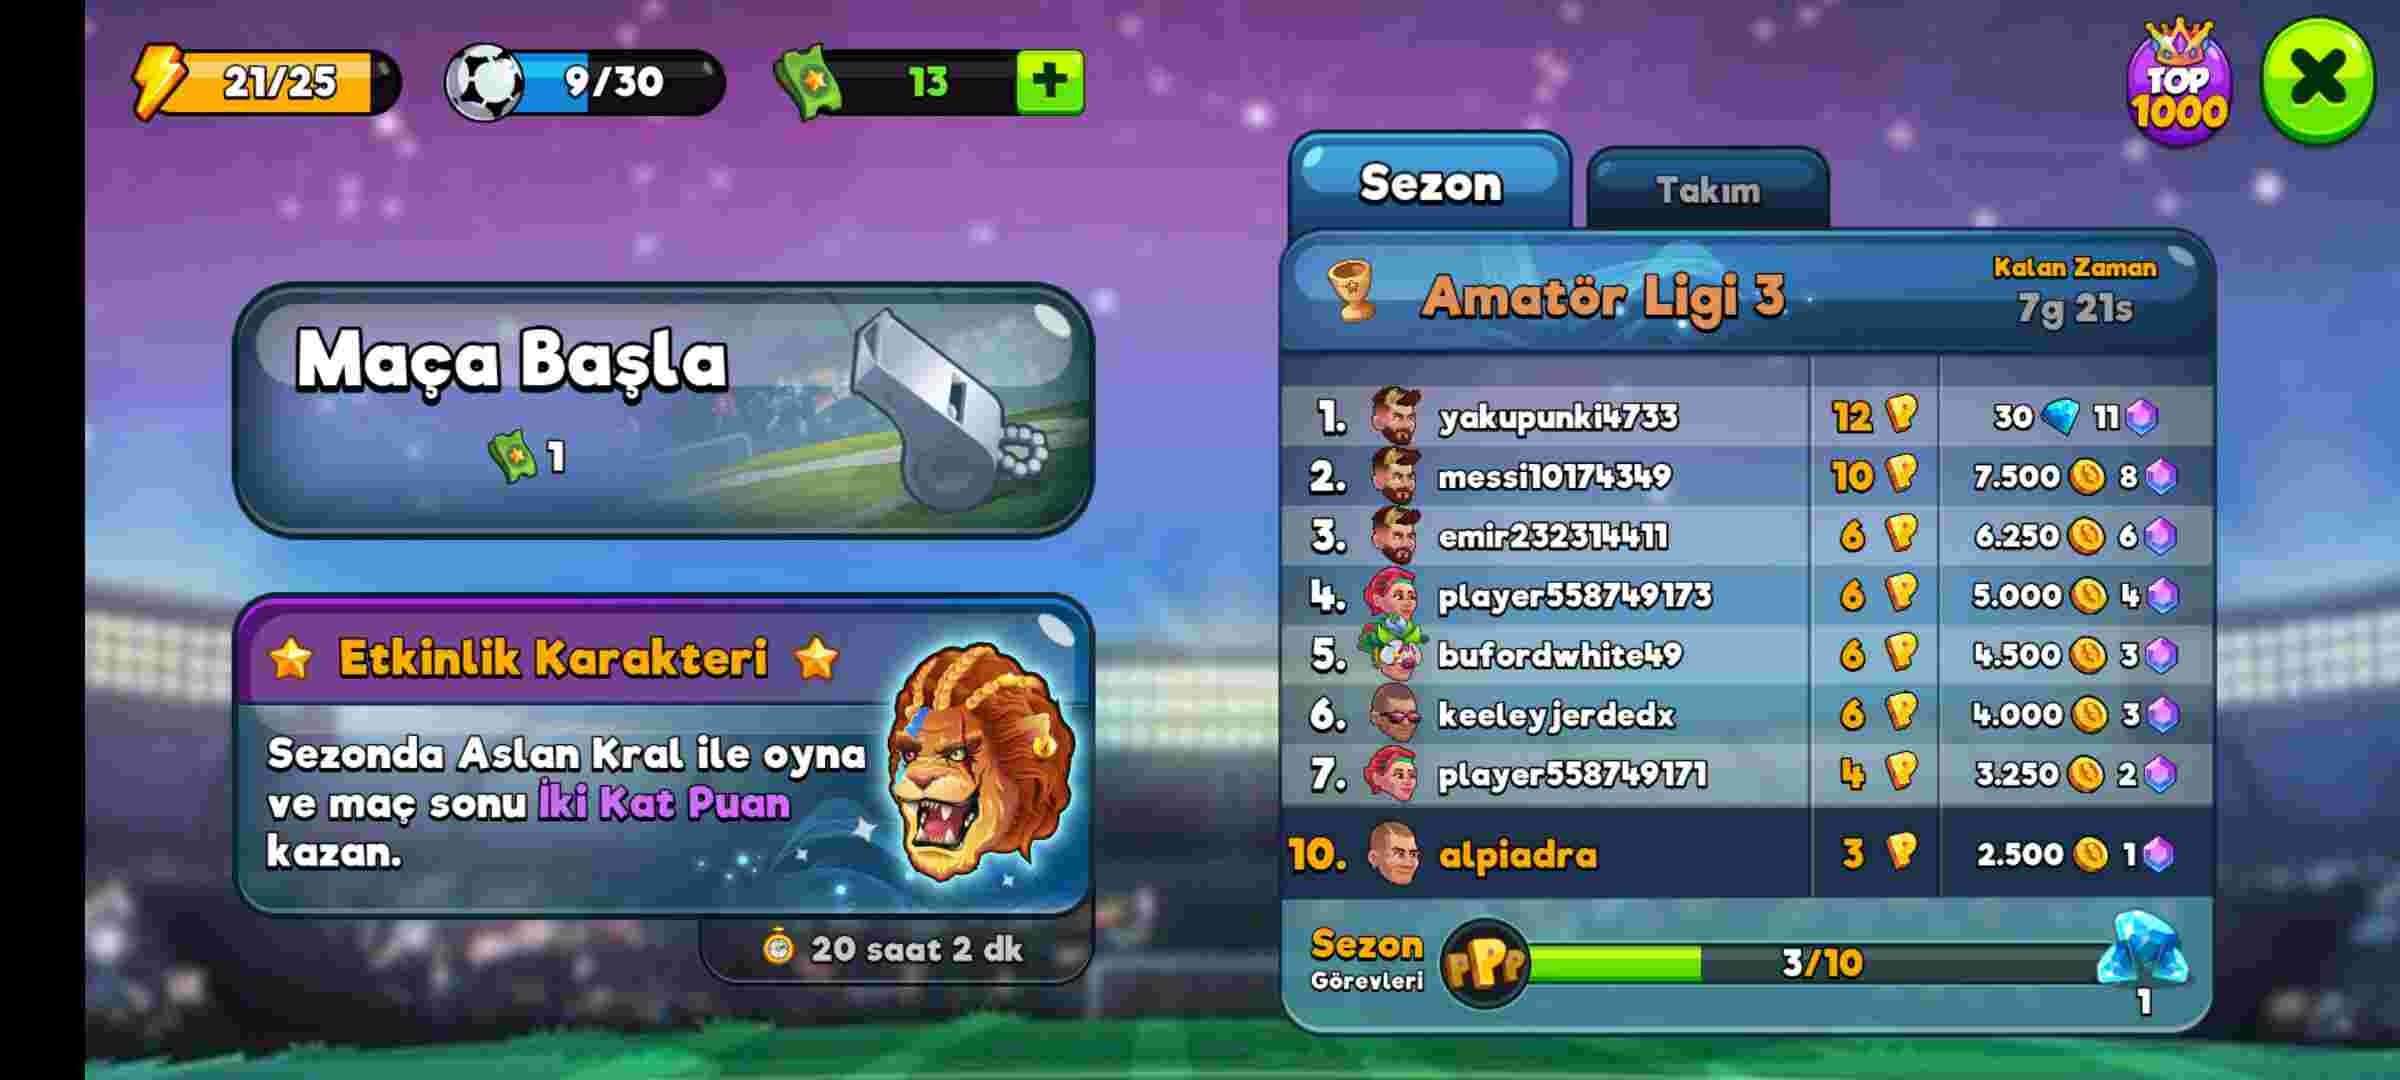 21/25
9/30
13
TOP
1000
Sezon
Takım
Maça Başla
1
Amatör Ligi 3
Kalan Zaman
7g 21s
1. yakupunki4733 12 30 11
2. messi10174349 10 7.500 8
3. emir232314411 6 6.250 6
4. player558749173 6 5.000 4
5. bufordwhite49 6 4.500 3
6. keeleyjerdedx 6 4.000 3
7. player558749171 4 3.250 2
10. alpiadra 3 2.500 1
Etkinlik Karakteri
Sezonda Aslan Kral ile oyna
ve maç sonu İki Kat Puan
kazan.
20 saat 2 dk
Sezon
Görevleri
PPP
3/10
1